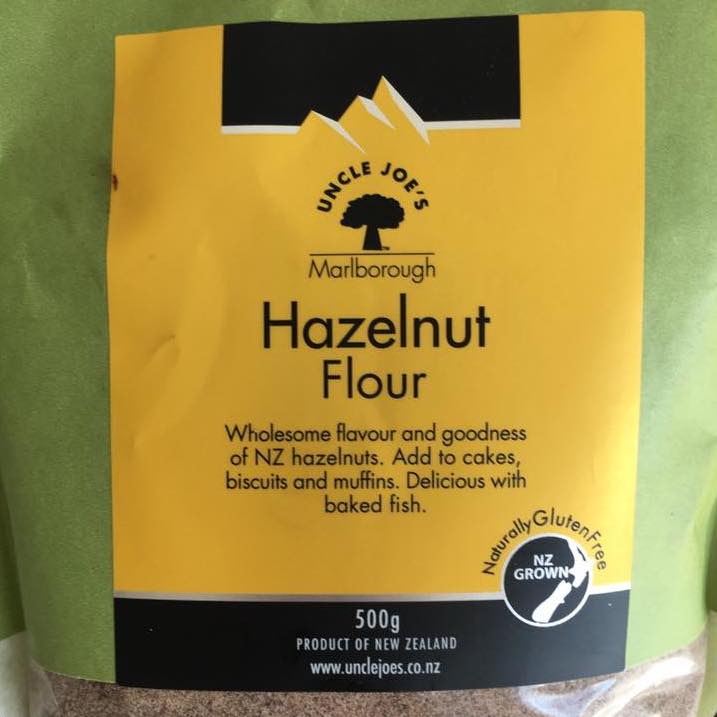 UNCLE JOE'S
Marlborough
Hazelnut
Flour
Wholesome flavour and goodness
of NZ hazelnuts. Add to cakes,
biscuits and muffins. Delicious with
baked fish.
Naturally Gluten Free
NZ
GROWN
500g
PRODUCT OF NEW ZEALAND
www.unclejoes.co.nz